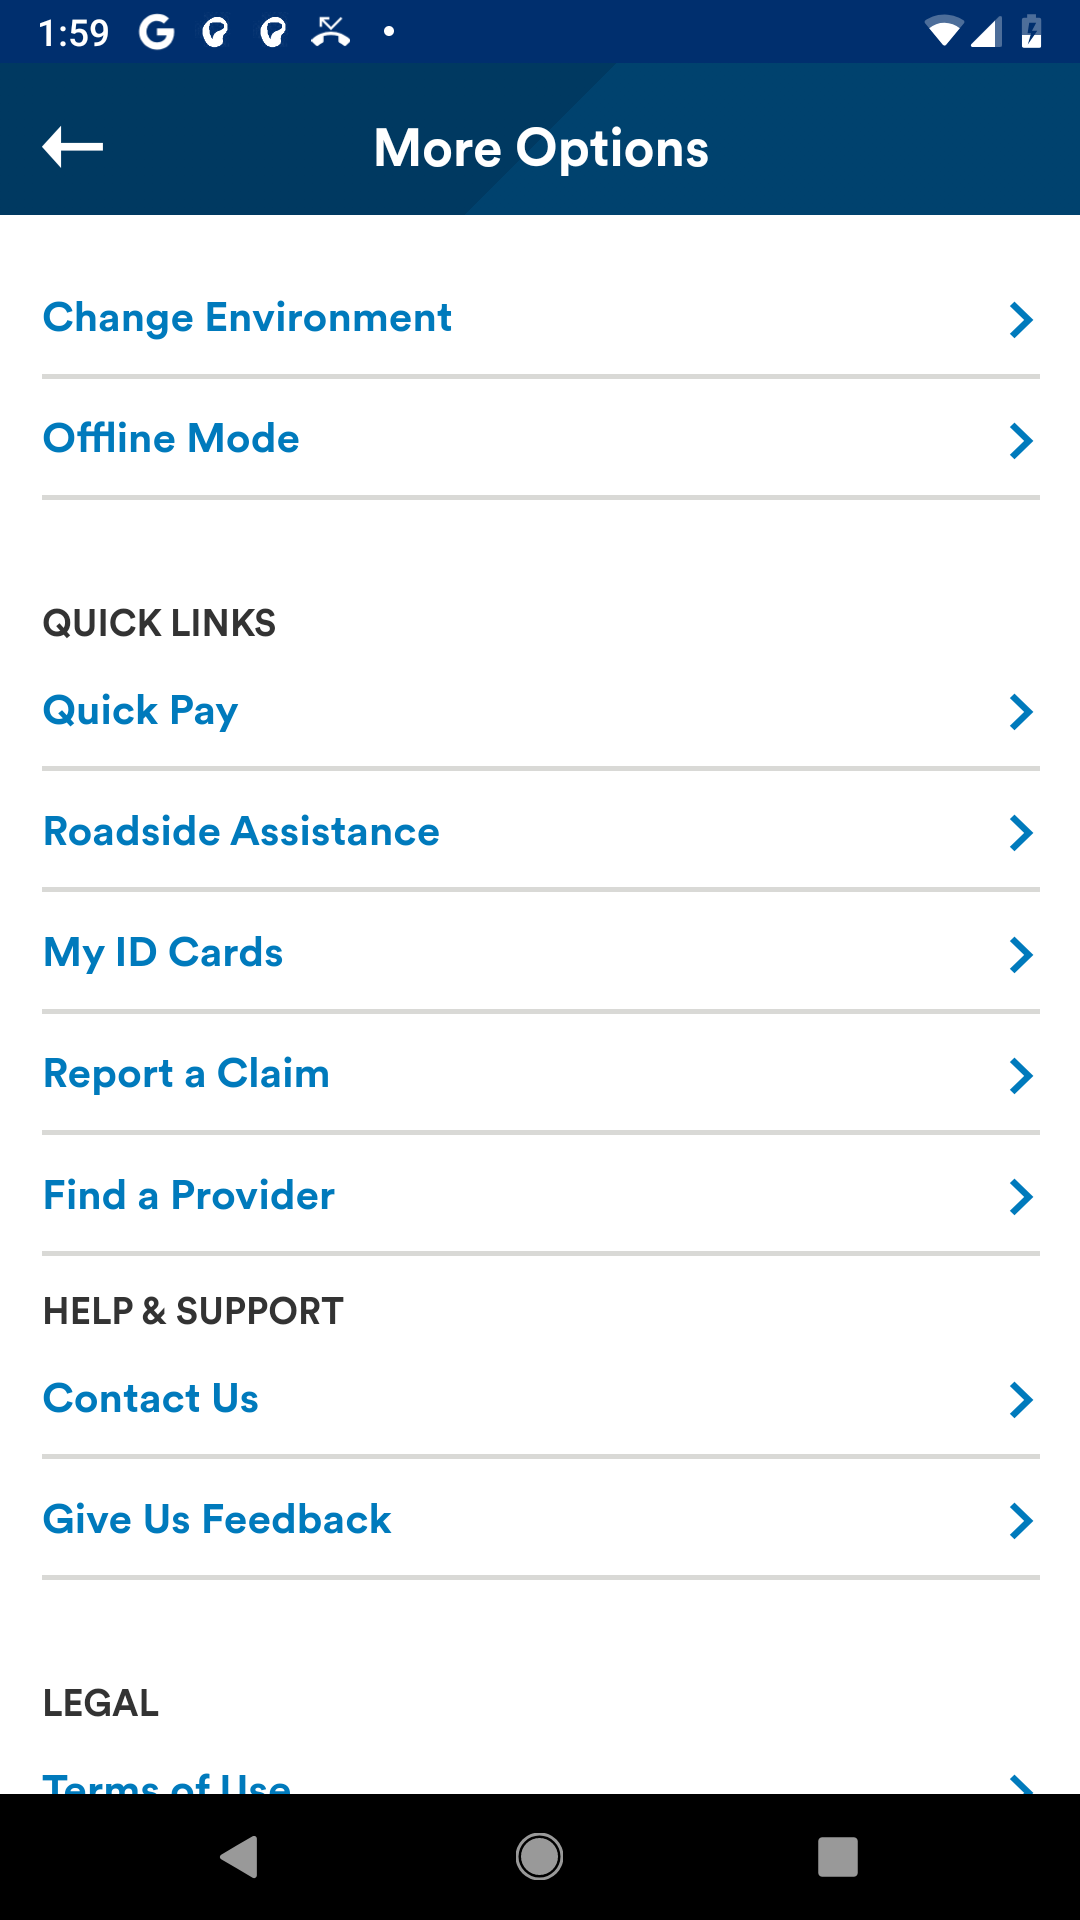 1:59
More Options
Change Environment
Offline Mode
QUICK LINKS
Quick Pay
Roadside Assistance
My ID Cards
Report a Claim
Find a Provider
HELP & SUPPORT
Contact Us
Give Us Feedback
LEGAL
Terms of Use